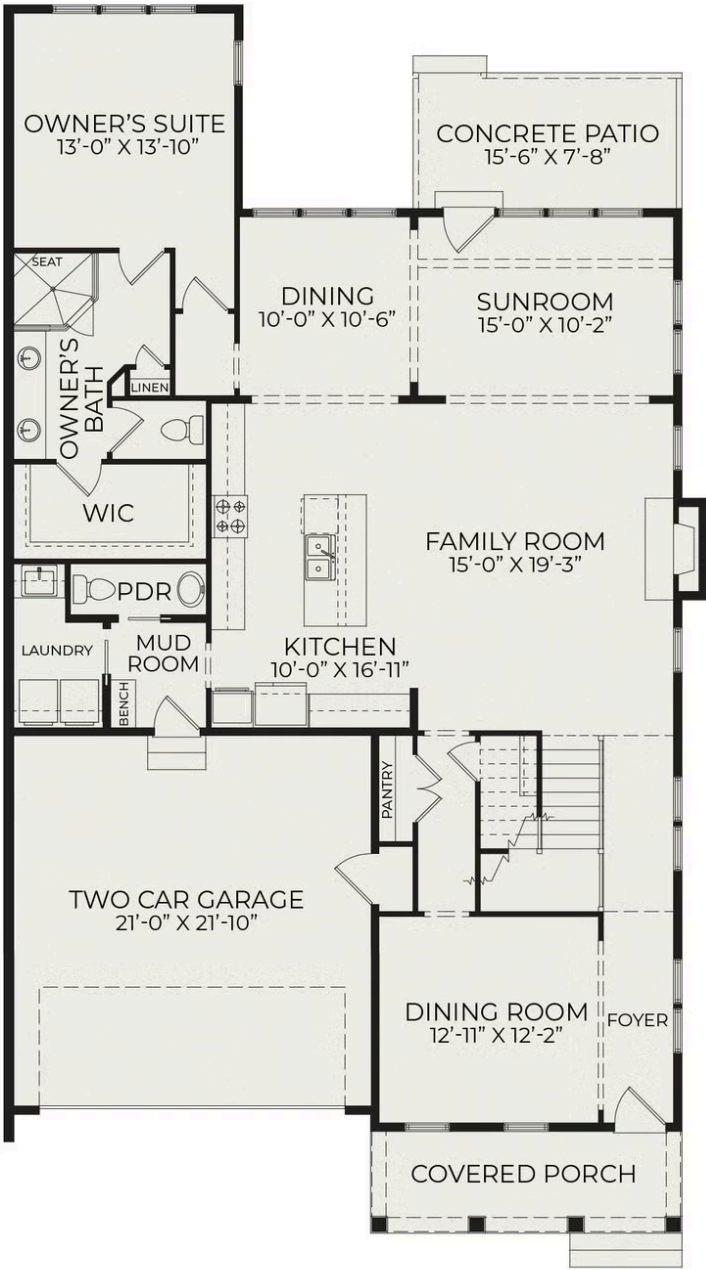 OWNER’S SUITE
13’-0” X 13’-10”
CONCRETE PATIO
15’-6” X 7’-8”
SEAT
DINING
10’-0” X 10’-6”
SUNROOM
15’-0” X 10’-2”
OWNER’S
BATH
LINEN
WIC
FAMILY ROOM
15’-0” X 19’-3”
PDR
LAUNDRY
MUD
ROOM
KITCHEN
10’-0” X 16’-11”
BENCH
PANTRY
TWO CAR GARAGE
21’-0” X 21’-10”
DINING ROOM
12’-11” X 12’-2”
FOYER
COVERED PORCH